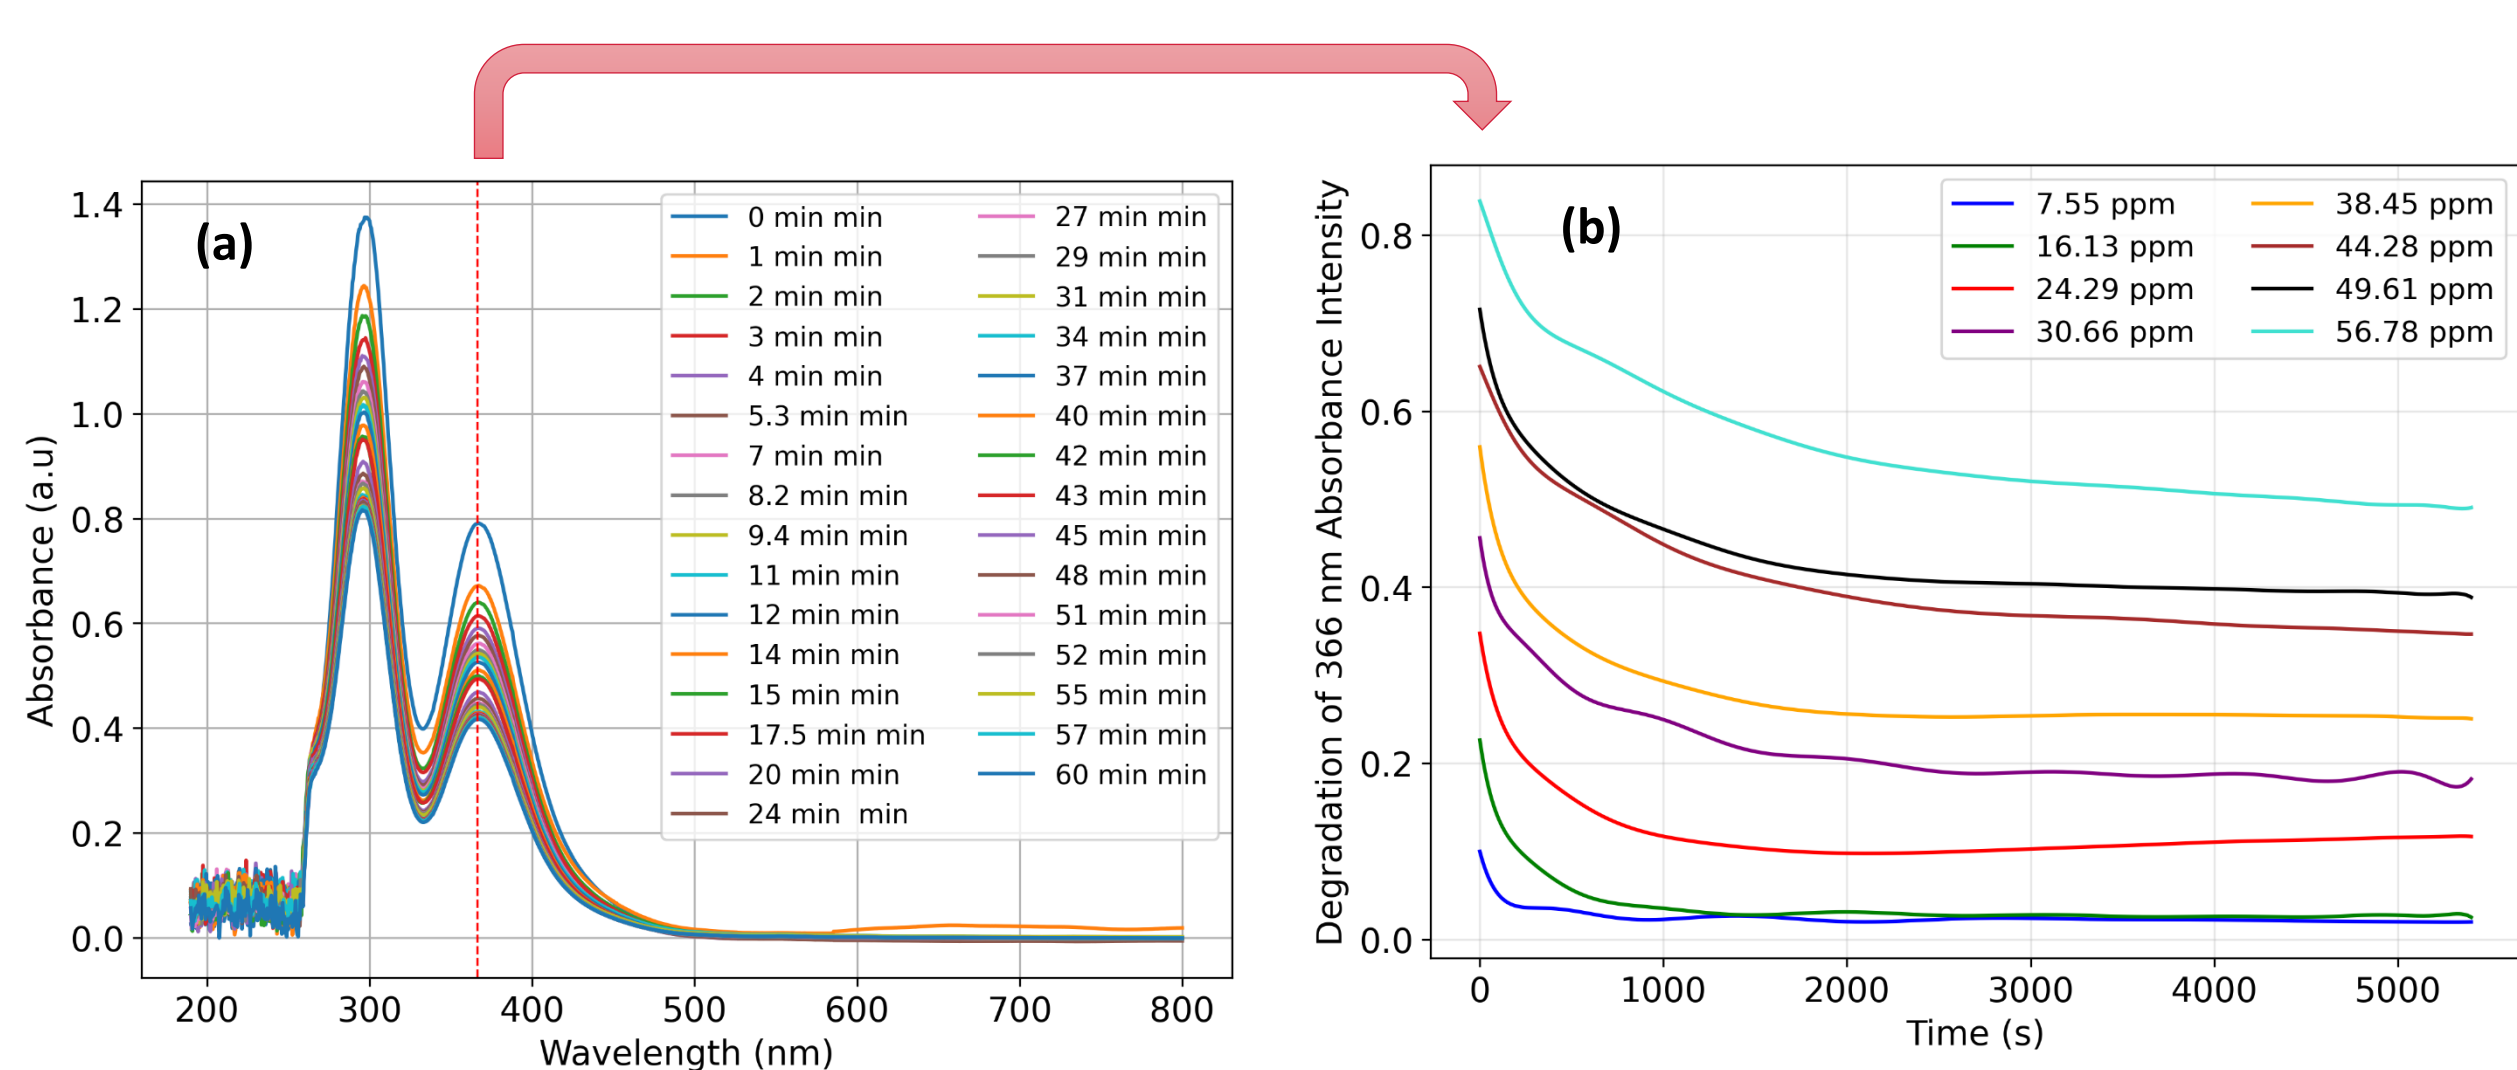 (a)
1.4
1.2
1.0
0.8
0.6
0.4
0.2
0.0
Absorbance (a.u)
200 300 400 500 600 700 800
Wavelength (nm)
0 min min
1 min min
2 min min
3 min min
4 min min
5.3 min min
7 min min
8.2 min min
9.4 min min
11 min min
12 min min
14 min min
15 min min
17.5 min min
20 min min
24 min  min
27 min min
29 min min
31 min min
34 min min
37 min min
40 min min
42 min min
43 min min
45 min min
48 min min
51 min min
52 min min
55 min min
57 min min
60 min min
(b)
0.8
0.6
0.4
0.2
0.0
Degradation of 366 nm Absorbance Intensity
0 1000 2000 3000 4000 5000
Time (s)
7.55 ppm
16.13 ppm
24.29 ppm
30.66 ppm
38.45 ppm
44.28 ppm
49.61 ppm
56.78 ppm